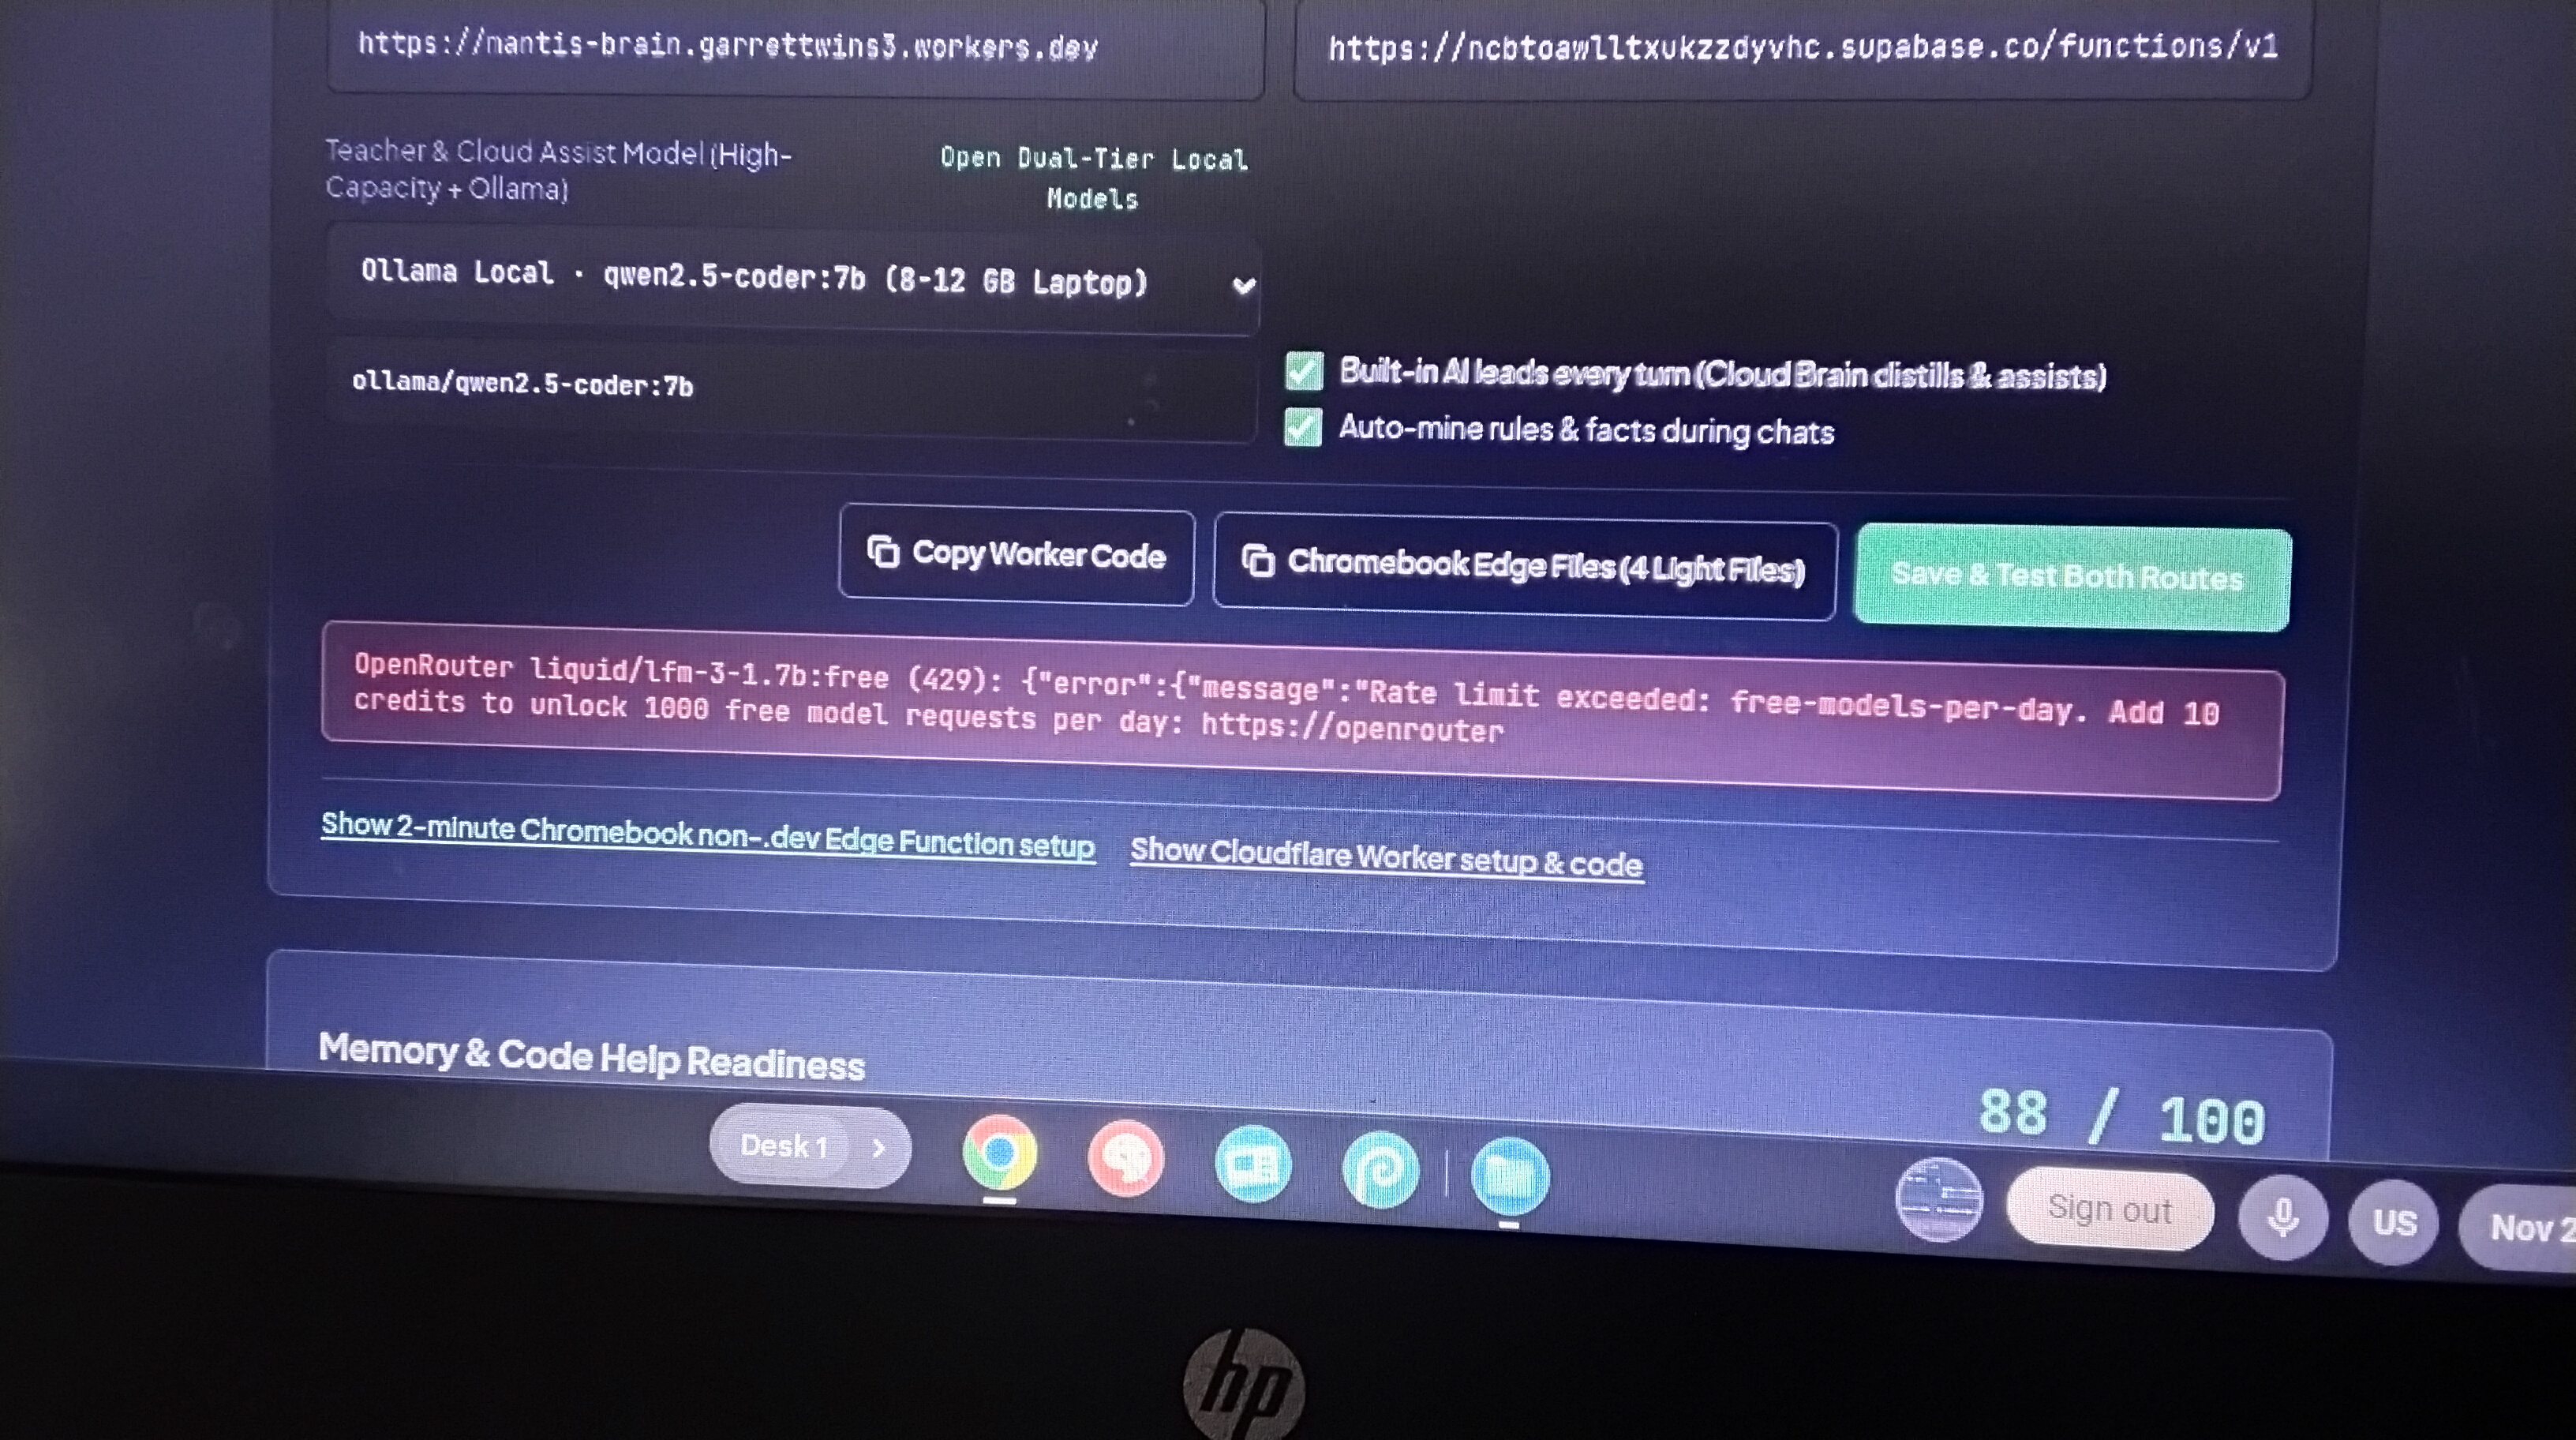 https://mantis-brain.garrettwins3.workers.dev
https://ncbtoawlltxukzzdyvhc.supabase.co/functions/v1
Teacher & Cloud Assist Model (High-
Capacity + Ollama)
Open Dual-Tier Local
Models
Ollama Local · qwen2.5-coder:7b (8-12 GB Laptop)
ollama/qwen2.5-coder:7b
Built-in AI leads every turn (Cloud Brain distills & assists)
Auto-mine rules & facts during chats
Copy Worker Code
Chromebook Edge Files (4 Light Files)
Save & Test Both Routes
OpenRouter liquid/lfm-3-1.7b:free (429): {"error":{"message":"Rate limit exceeded: free-models-per-day. Add 10
credits to unlock 1000 free model requests per day: https://openrouter
Show 2-minute Chromebook non-.dev Edge Function setup
Show Cloudflare Worker setup & code
Memory & Code Help Readiness
88 / 100
Desk 1
Sign out
US
Nov 2
hp